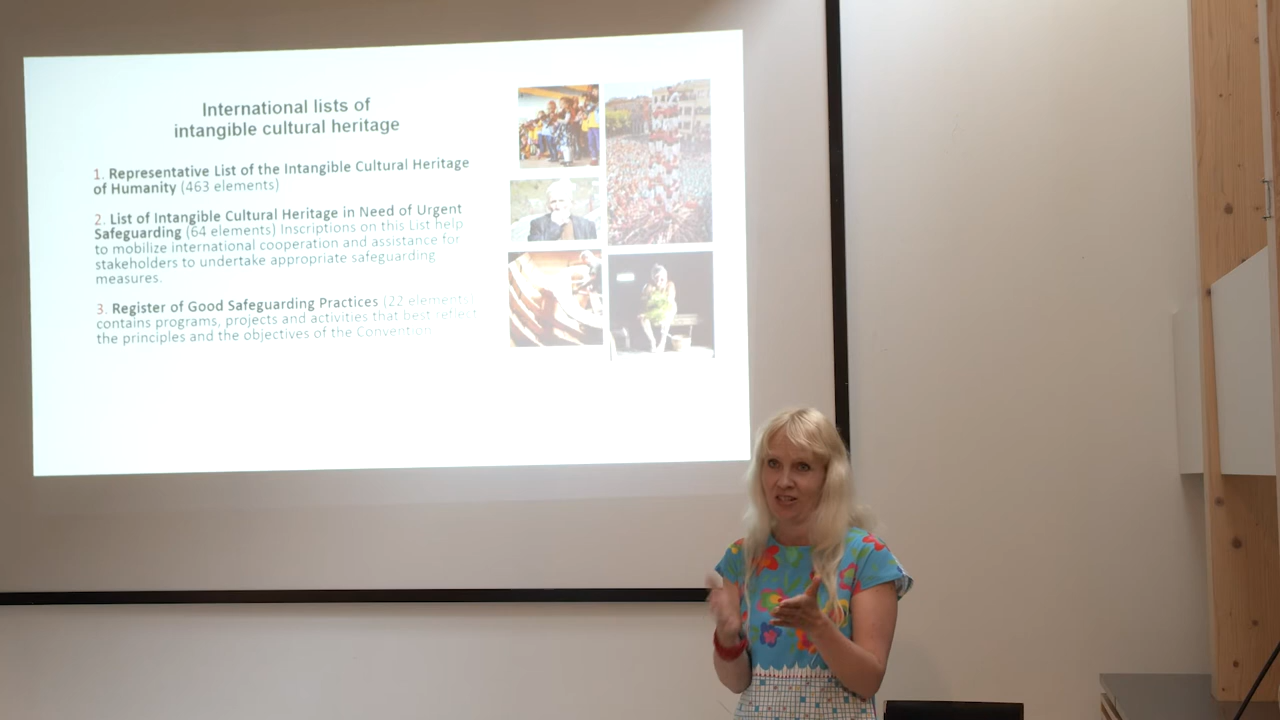 International lists of
intangible cultural heritage
1. Representative List of the Intangible Cultural Heritage
of Humanity (463 elements)
2. List of Intangible Cultural Heritage in Need of Urgent
Safeguarding (64 elements) Inscriptions on this List help
to mobilize international cooperation and assistance for
stakeholders to undertake appropriate safeguarding
measures.
3. Register of Good Safeguarding Practices (22 elements)
contains programs, projects and activities that best reflect
the principles and the objectives of the Convention